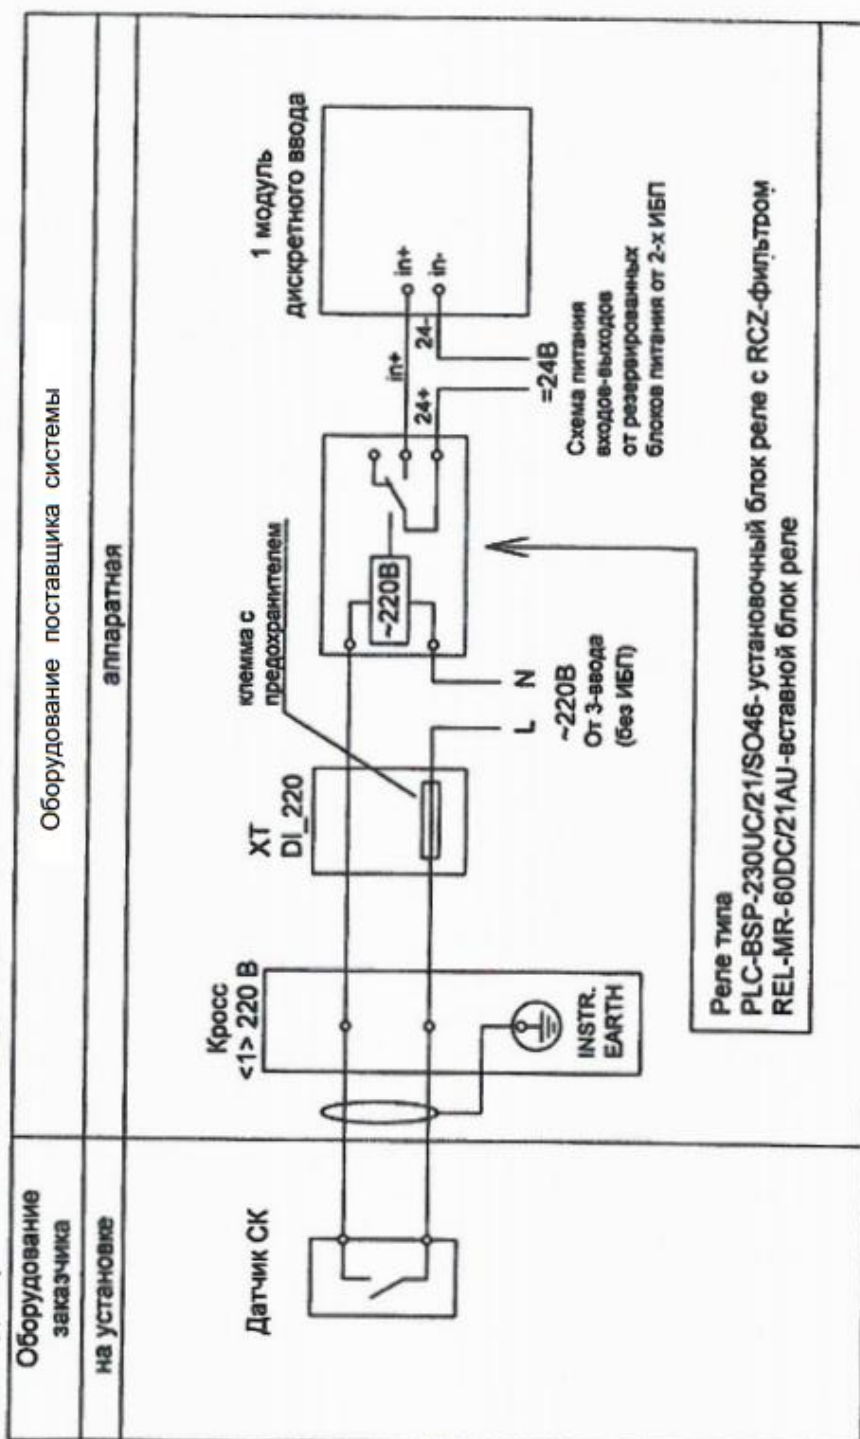 Оборудование
заказчика
Оборудование поставщика системы
на установке
аппаратная
Датчик СК
Кросс
<1> 220 В
INSTR.
EARTH
XT
DI_220
клемма с
предохранителем
L N
~220В
От 3-ввода
(без ИБП)
~220В
in+
24+
24-
=24В
1 модуль
дискретного ввода
in+
in-
Схема питания
входов-выходов
от резервированных
блоков питания от 2-х ИБП
Реле типа
PLC-BSP-230UC/21/SO46-установочный блок реле с RCZ-фильтром
REL-MR-60DC/21AU-вставной блок реле